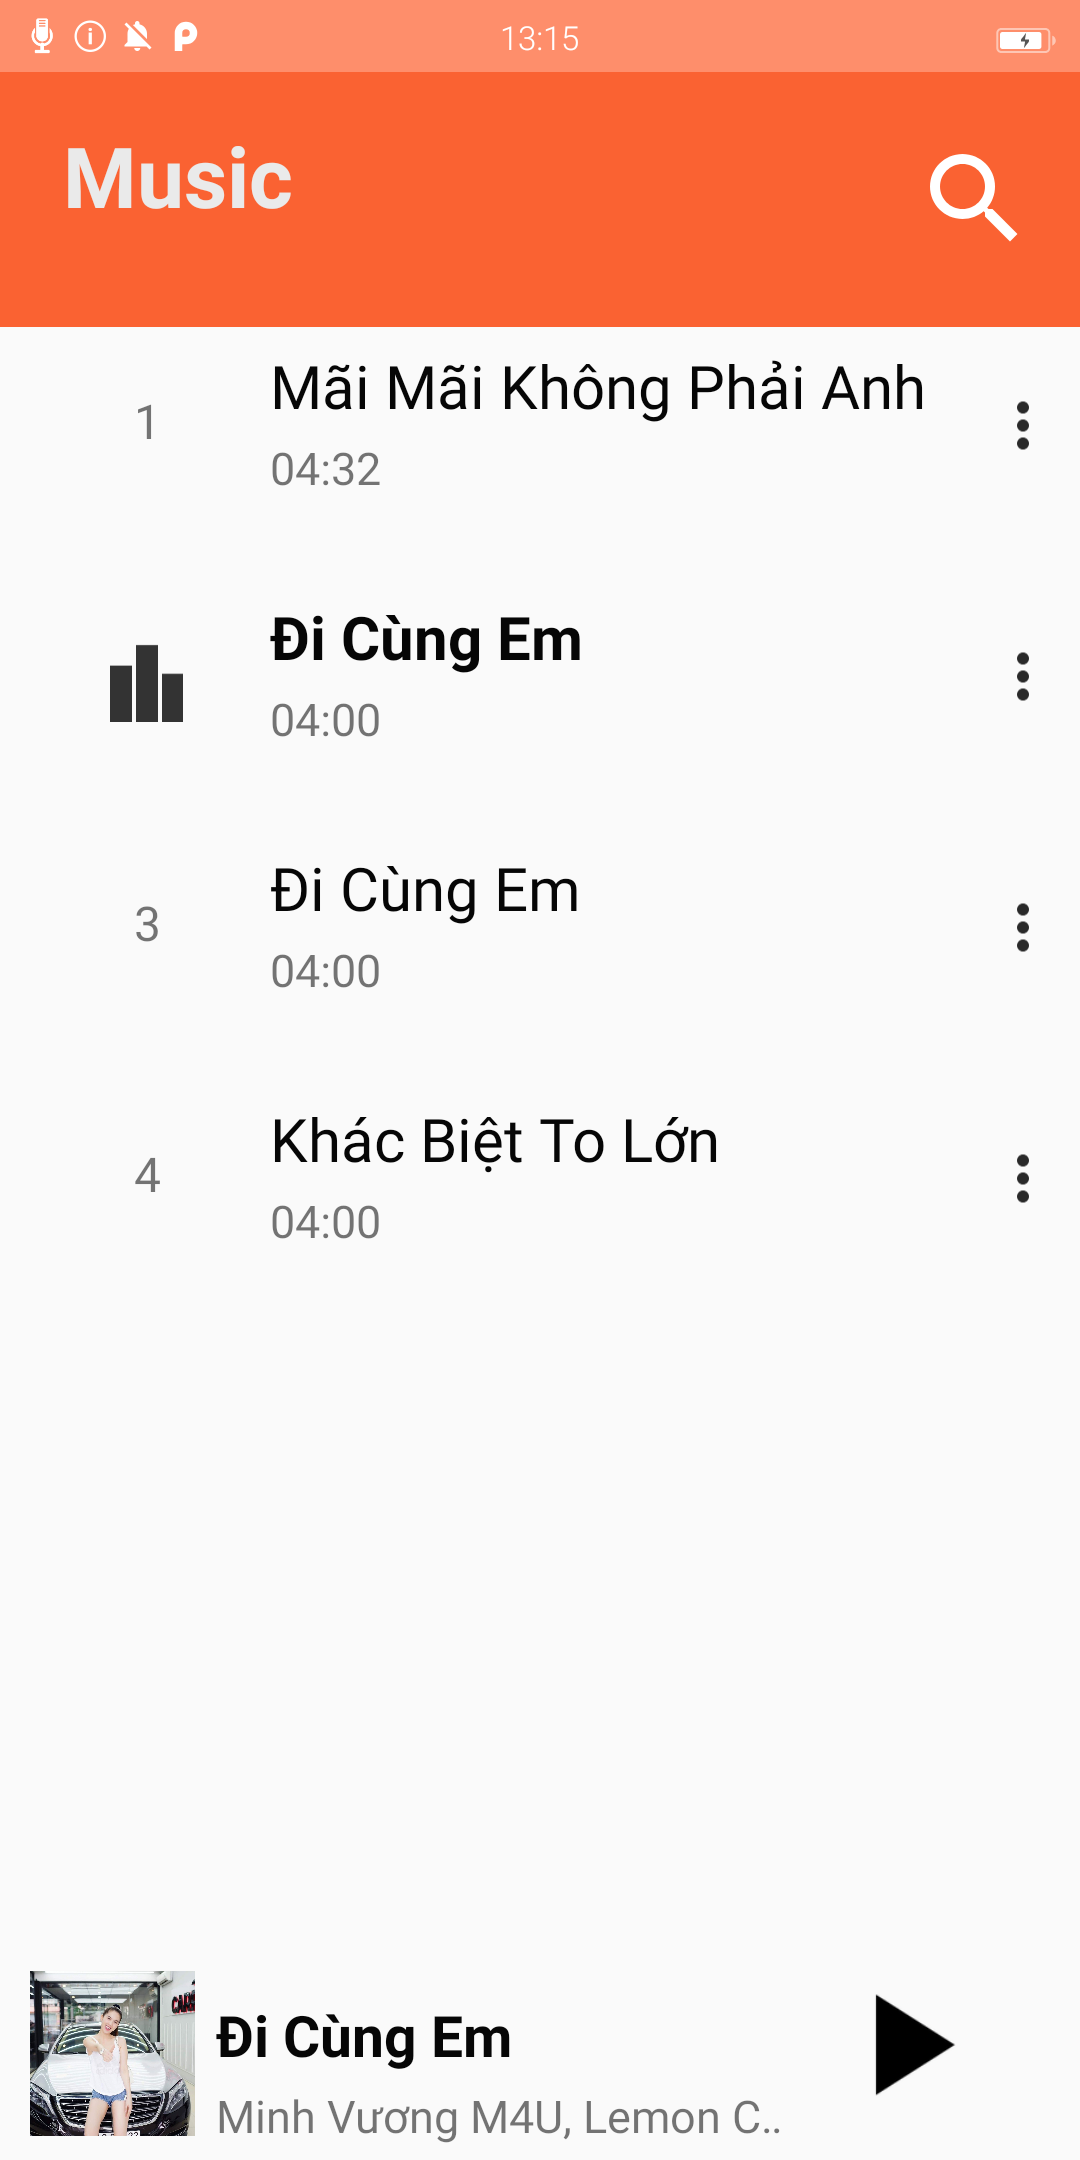 13:15
Music
1
Mãi Mãi Không Phải Anh
04:32
Đi Cùng Em
04:00
3
Đi Cùng Em
04:00
4
Khác Biệt To Lớn
04:00
Đi Cùng Em
Minh Vương M4U, Lemon C..